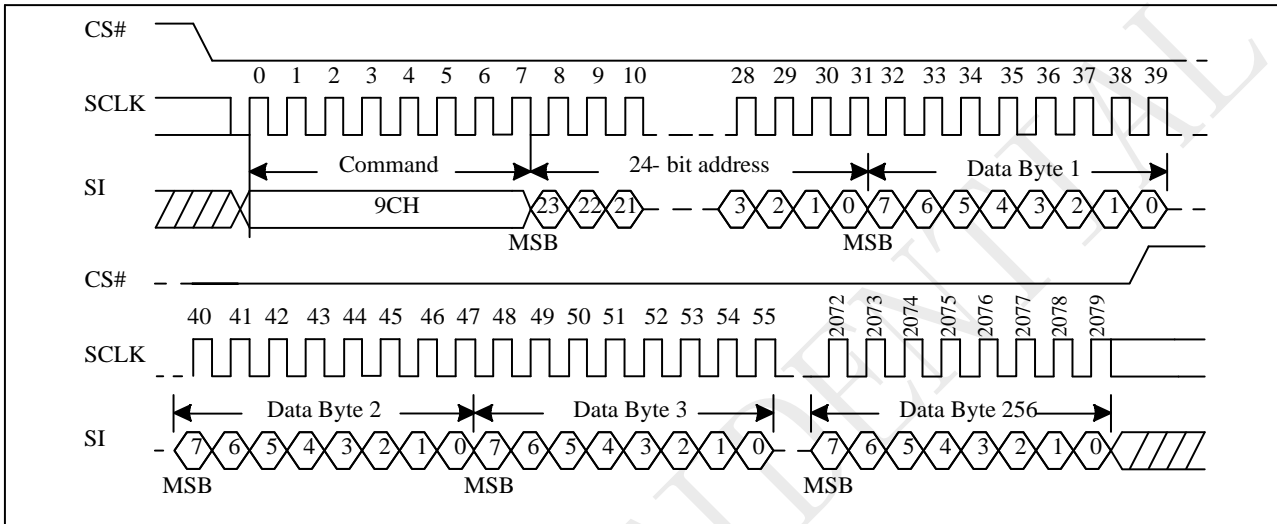 CS#
0 1 2 3 4 5 6 7 8 9 10 28 29 30 31 32 33 34 35 36 37 38 39
SCLK
Command 24- bit address Data Byte 1
SI
9CH 23 22 21 3 2 1 0 7 6 5 4 3 2 1 0
MSB MSB
CS#
40 41 42 43 44 45 46 47 48 49 50 51 52 53 54 55 2072 2073 2074 2075 2076 2077 2078 2079
SCLK
Data Byte 2 Data Byte 3 Data Byte 256
SI
7 6 5 4 3 2 1 0 7 6 5 4 3 2 1 0 7 6 5 4 3 2 1 0
MSB MSB MSB
IDENTIAL